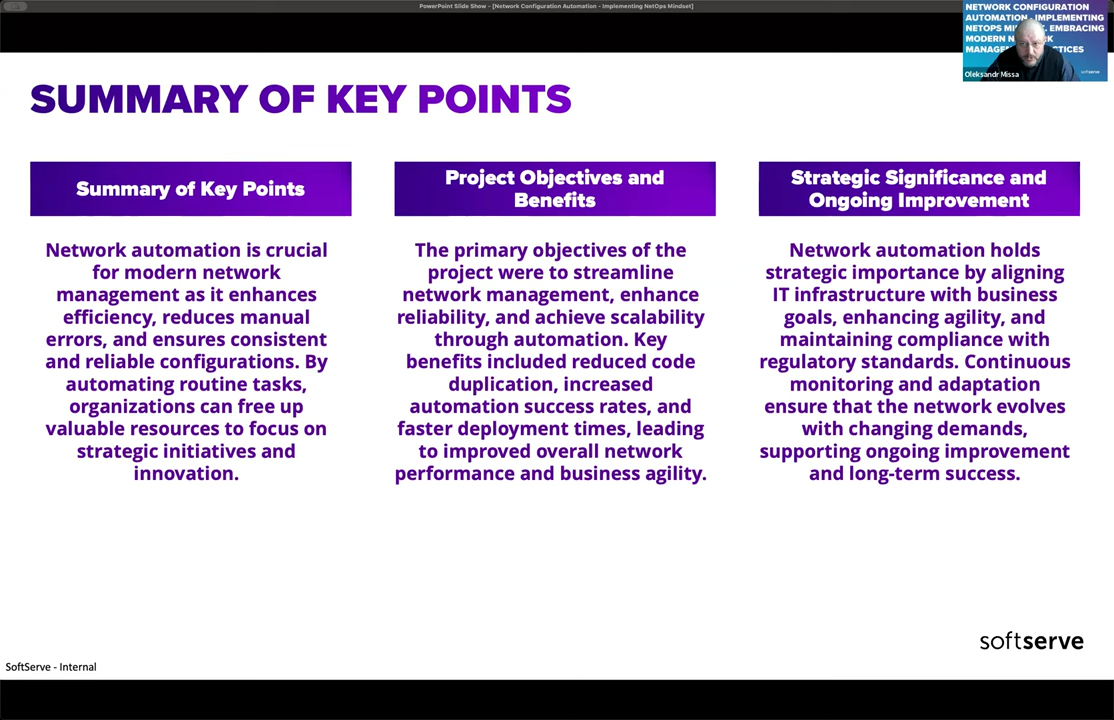 PowerPoint Slide Show - [Network Configuration Automation - Implementing NetOps Mindset]
NETWORK CONFIGURATION
AUTOMATION - IMPLEMENTING
NETOPS EMBRACING
MODERN
Oleksandr Missa
softserve
SUMMARY OF KEY POINTS
Summary of Key Points
Network automation is crucial
for modern network
management as it enhances
efficiency, reduces manual
errors, and ensures consistent
and reliable configurations. By
automating routine tasks,
organizations can free up
valuable resources to focus on
strategic initiatives and
innovation.
Project Objectives and
Benefits
The primary objectives of the
project were to streamline
network management, enhance
reliability, and achieve scalability
through automation. Key
benefits included reduced code
duplication, increased
automation success rates, and
faster deployment times, leading
to improved overall network
performance and business agility.
Strategic Significance and
Ongoing Improvement
Network automation holds
strategic importance by aligning
IT infrastructure with business
goals, enhancing agility, and
maintaining compliance with
regulatory standards. Continuous
monitoring and adaptation
ensure that the network evolves
with changing demands,
supporting ongoing improvement
and long-term success.
softserve
SoftServe - Internal